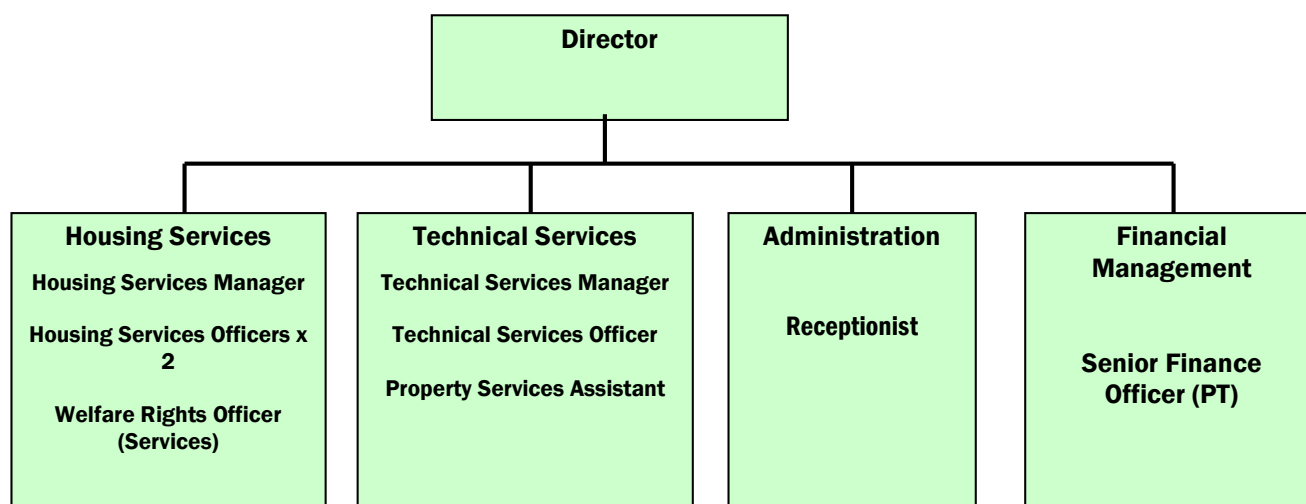 Director
Housing Services
Housing Services Manager
Housing Services Officers x
2
Welfare Rights Officer
(Services)
Technical Services
Technical Services Manager
Technical Services Officer
Property Services Assistant
Administration
Receptionist
Financial
Management
Senior Finance
Officer (PT)